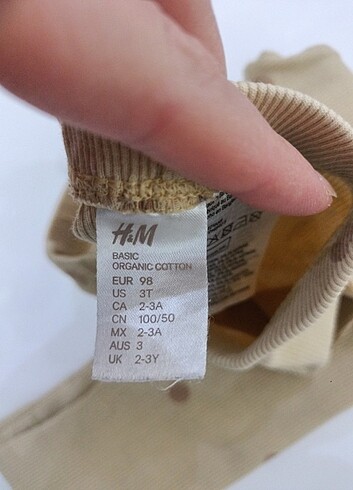 H&M
BASIC
ORGANIC COTTON
EUR 98
US 3T
CA 2-3A
CN 100/50
MX 2-3A
AUS 3
UK 2-3Y